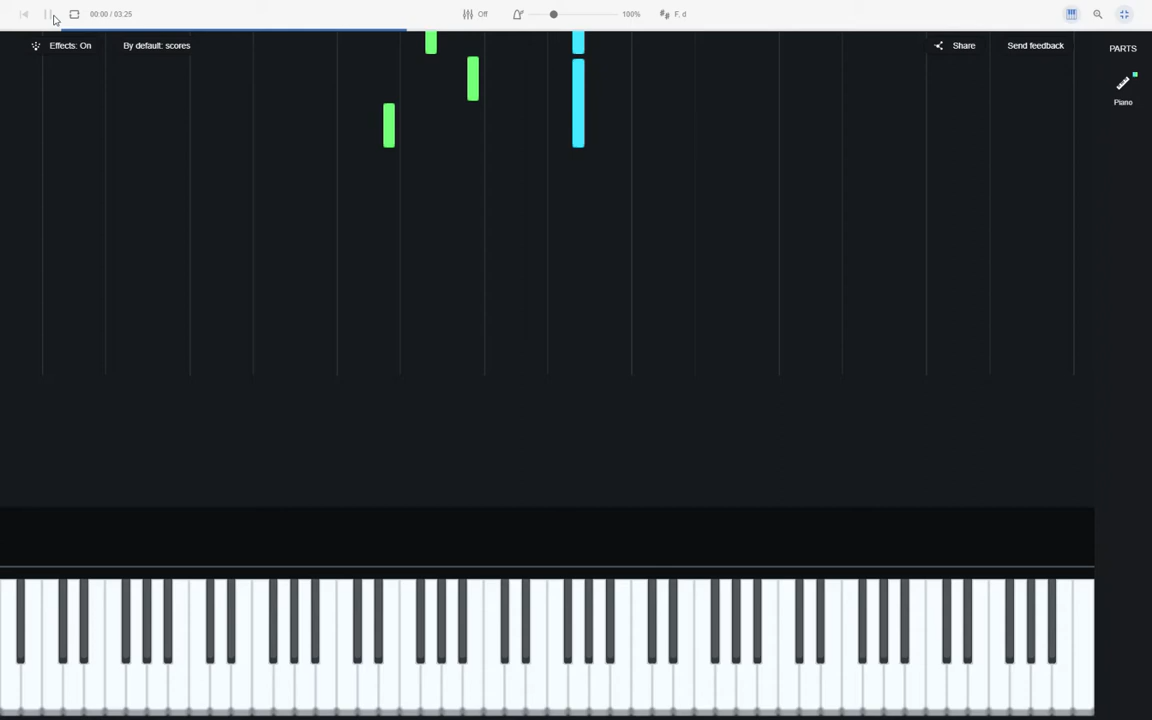 00:00 / 03:25 Off 100% F, d
Effects: On By default: scores Share Send feedback PARTS
Piano